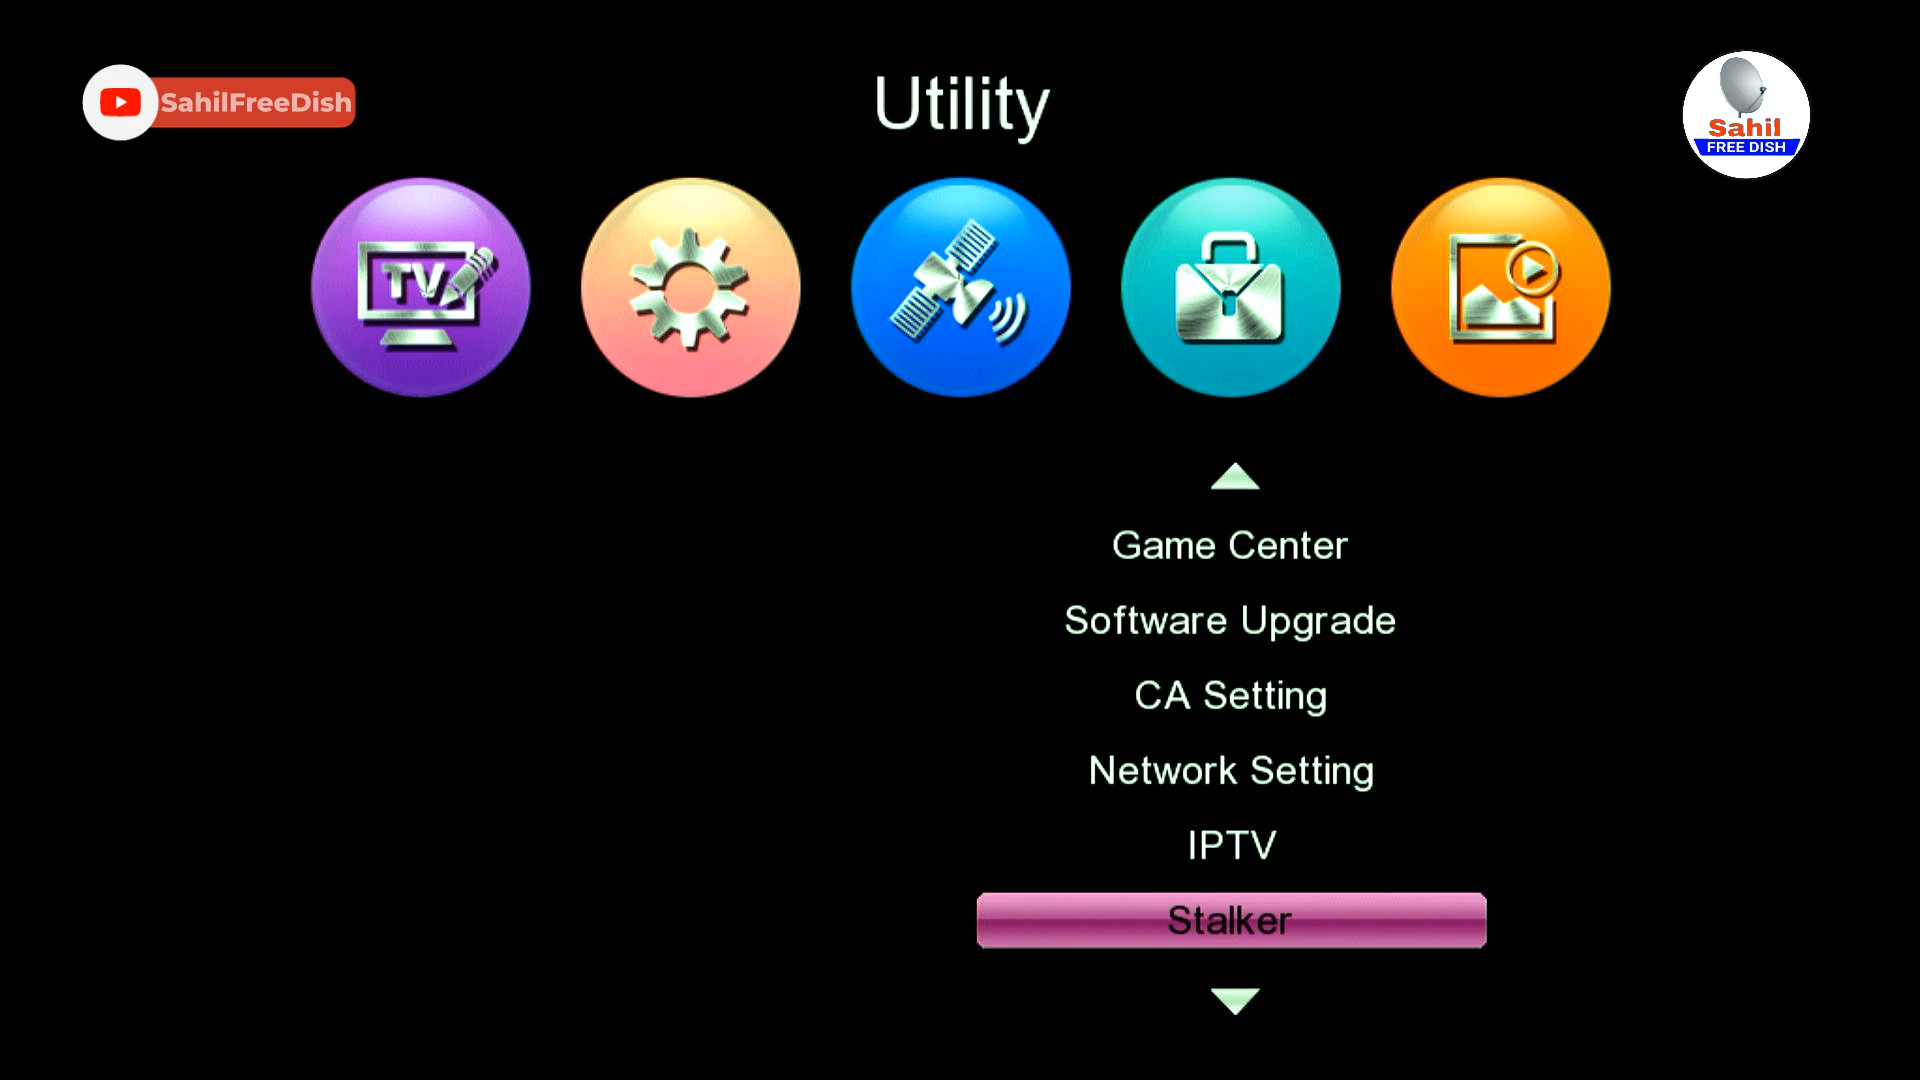 SahilFreeDish
Utility
Sahil
FREE DISH
TV
Game Center
Software Upgrade
CA Setting
Network Setting
IPTV
Stalker